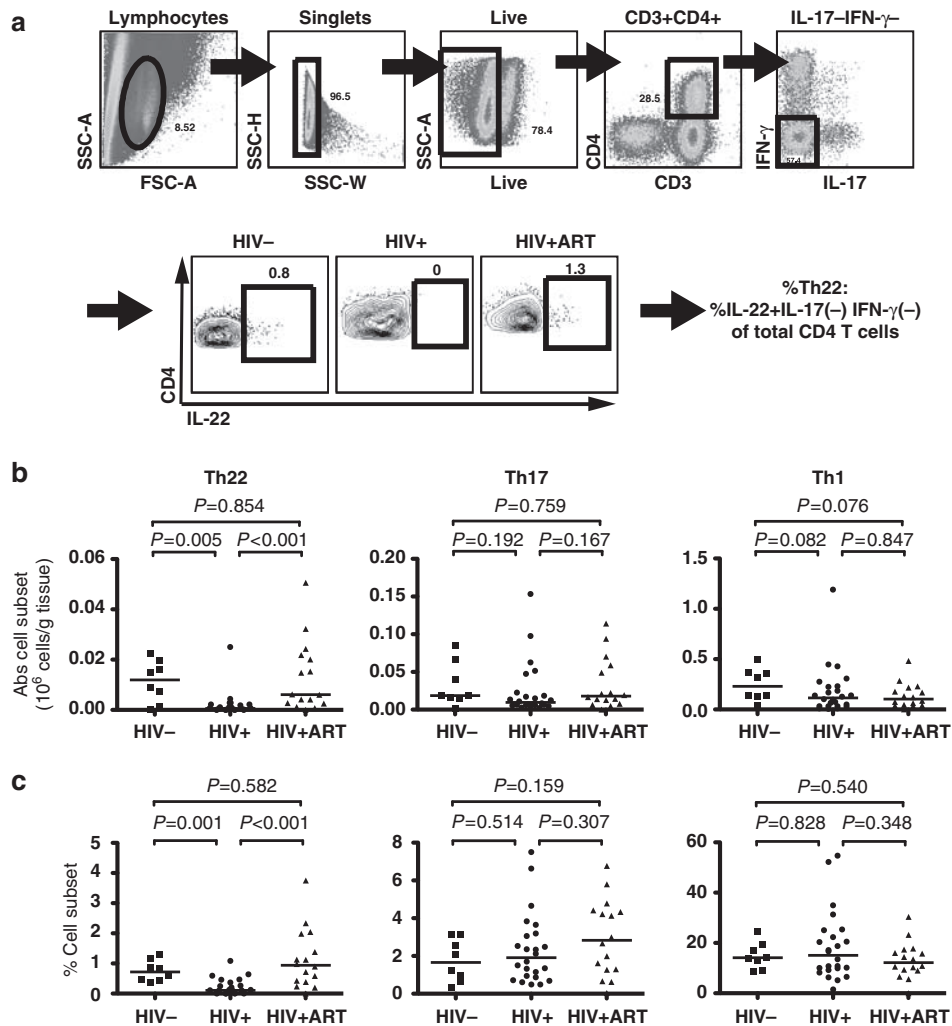 a
Lymphocytes
Singlets
Live
CD3+CD4+
IL-17–IFN-γ–
SSC-A
8.52
FSC-A
SSC-H
96.5
SSC-W
SSC-A
78.4
Live
CD4
28.5
CD3
IFN-γ
57.4
IL-17
HIV–
HIV+
HIV+ART
0.8
0
1.3
CD4
IL-22
%Th22:
%IL-22+IL-17(–) IFN-γ(–)
of total CD4 T cells
b
Th22
Th17
Th1
P=0.854
P=0.005
P<0.001
P=0.759
P=0.192
P=0.167
P=0.076
P=0.082
P=0.847
Abs cell subset
(10⁶ cells/g tissue)
0.06
0.04
0.02
0.00
HIV–
HIV+
HIV+ART
0.20
0.15
0.10
0.05
0.00
HIV–
HIV+
HIV+ART
1.5
1.0
0.5
0.0
HIV–
HIV+
HIV+ART
c
P=0.582
P=0.001
P<0.001
P=0.159
P=0.514
P=0.307
P=0.540
P=0.828
P=0.348
% Cell subset
5
4
3
2
1
0
HIV–
HIV+
HIV+ART
8
6
4
2
0
HIV–
HIV+
HIV+ART
60
40
20
0
HIV–
HIV+
HIV+ART